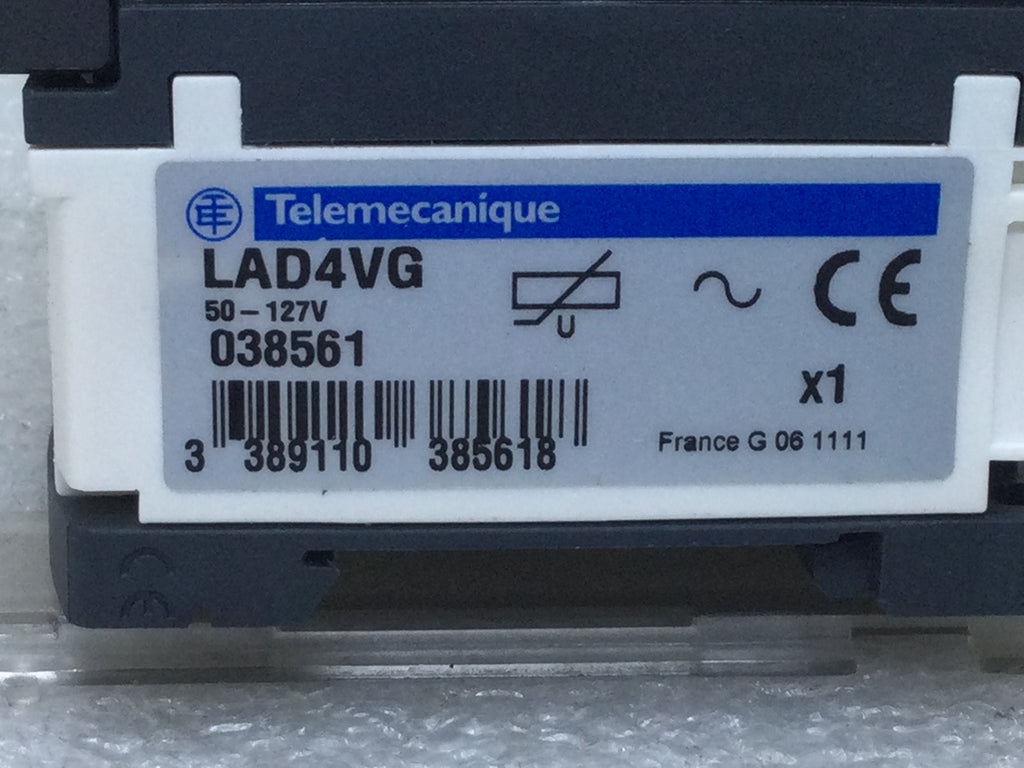 Telemecanique
LAD4VG
50-127V
U
CE
038561
x1
3 389110 385618
France G 06 1111